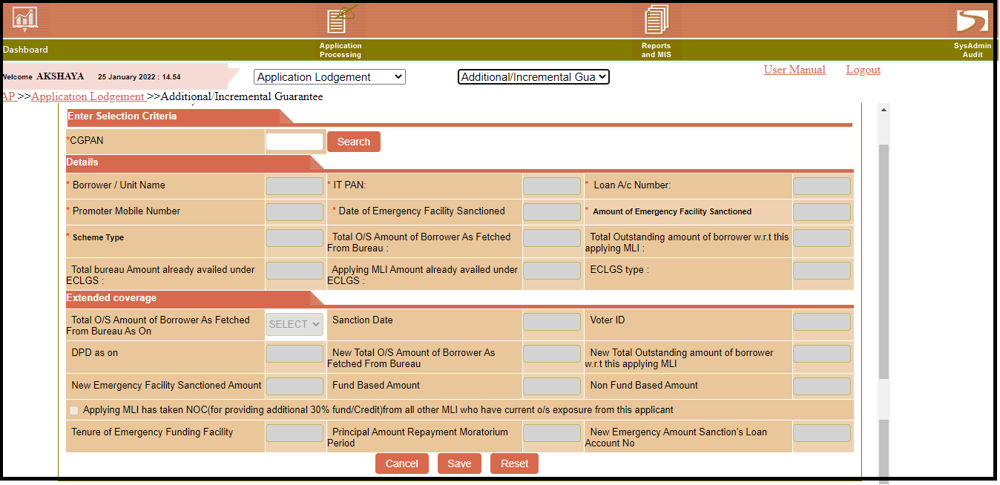 Dashboard
Application
Processing
Reports
and MIS
SysAdmin
Audit
Welcome AKSHAYA 25 January 2022 : 14.54
Application Lodgement
Additional/Incremental Gua
User Manual
Logout
AP >>Application Lodgement >>Additional/Incremental Guarantee
Enter Selection Criteria
*CGPAN
Search
Details
* Borrower / Unit Name
* IT PAN:
* Loan A/c Number:
* Promoter Mobile Number
* Date of Emergency Facility Sanctioned
* Amount of Emergency Facility Sanctioned
* Scheme Type
Total O/S Amount of Borrower As Fetched
From Bureau :
Total Outstanding amount of borrower w.r.t this
applying MLI :
Total bureau Amount already availed under
ECLGS :
Applying MLI Amount already availed under
ECLGS :
ECLGS type :
Extended coverage
Total O/S Amount of Borrower As Fetched
From Bureau As On
SELECT
Sanction Date
Voter ID
DPD as on
New Total O/S Amount of Borrower As
Fetched From Bureau
New Total Outstanding amount of borrower
w.r.t this applying MLI
New Emergency Facility Sanctioned Amount
Fund Based Amount
Non Fund Based Amount
Applying MLI has taken NOC(for providing additional 30% fund/Credit)from all other MLI who have current o/s exposure from this applicant
Tenure of Emergency Funding Facility
Principal Amount Repayment Moratorium
Period
New Emergency Amount Sanction's Loan
Account No
Cancel
Save
Reset